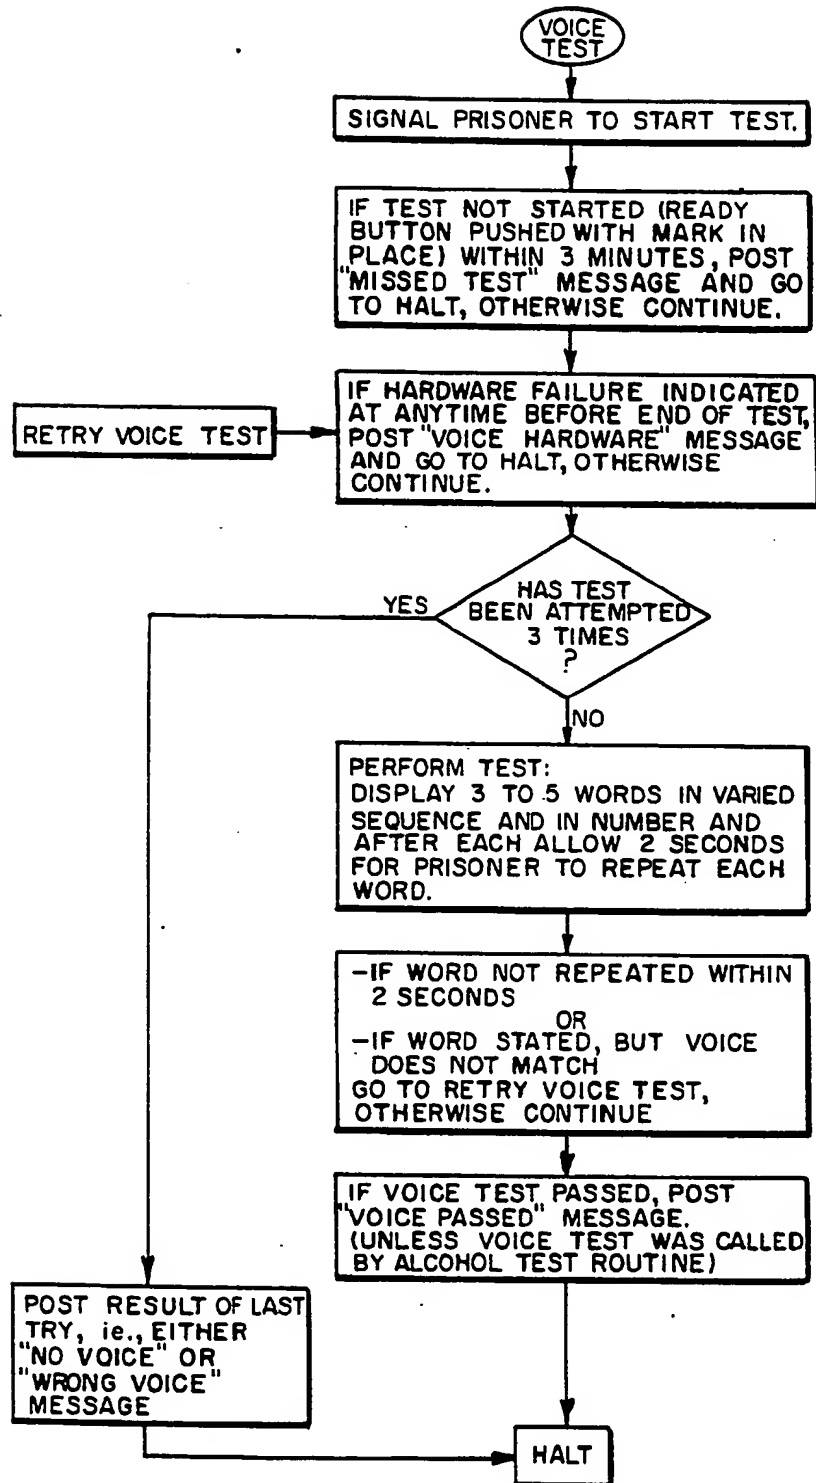 VOICE
TEST
SIGNAL PRISONER TO START TEST.
IF TEST NOT STARTED (READY
BUTTON PUSHED WITH MARK IN
PLACE) WITHIN 3 MINUTES, POST
"MISSED TEST" MESSAGE AND GO
TO HALT, OTHERWISE CONTINUE.
RETRY VOICE TEST
IF HARDWARE FAILURE INDICATED
AT ANYTIME BEFORE END OF TEST,
POST "VOICE HARDWARE" MESSAGE
AND GO TO HALT, OTHERWISE
CONTINUE.
HAS TEST
BEEN ATTEMPTED
3 TIMES
?
YES
NO
PERFORM TEST:
DISPLAY 3 TO 5 WORDS IN VARIED
SEQUENCE AND IN NUMBER AND
AFTER EACH ALLOW 2 SECONDS
FOR PRISONER TO REPEAT EACH
WORD.
-IF WORD NOT REPEATED WITHIN
2 SECONDS
OR
-IF WORD STATED, BUT VOICE
DOES NOT MATCH
GO TO RETRY VOICE TEST,
OTHERWISE CONTINUE
IF VOICE TEST PASSED, POST
"VOICE PASSED" MESSAGE.
(UNLESS VOICE TEST WAS CALLED
BY ALCOHOL TEST ROUTINE)
POST RESULT OF LAST
TRY, ie., EITHER
"NO VOICE" OR
"WRONG VOICE"
MESSAGE
HALT